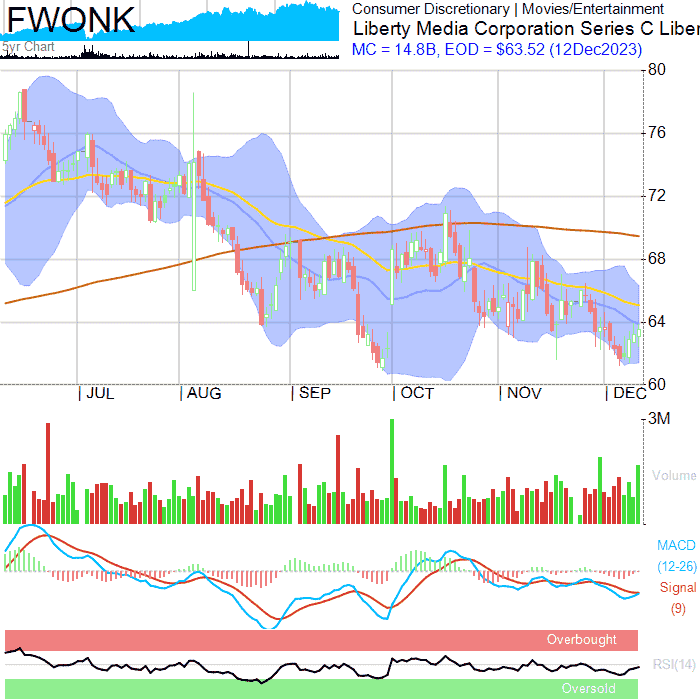 FWONK
5yr Chart
Consumer Discretionary | Movies/Entertainment
Liberty Media Corporation Series C Liber
MC = 14.8B, EOD = $63.52 (12Dec2023)
80
76
72
68
64
60
JUL AUG SEP OCT NOV DEC
3M
Volume
MACD
(12-26)
Signal
(9)
Overbought
RSI(14)
Oversold